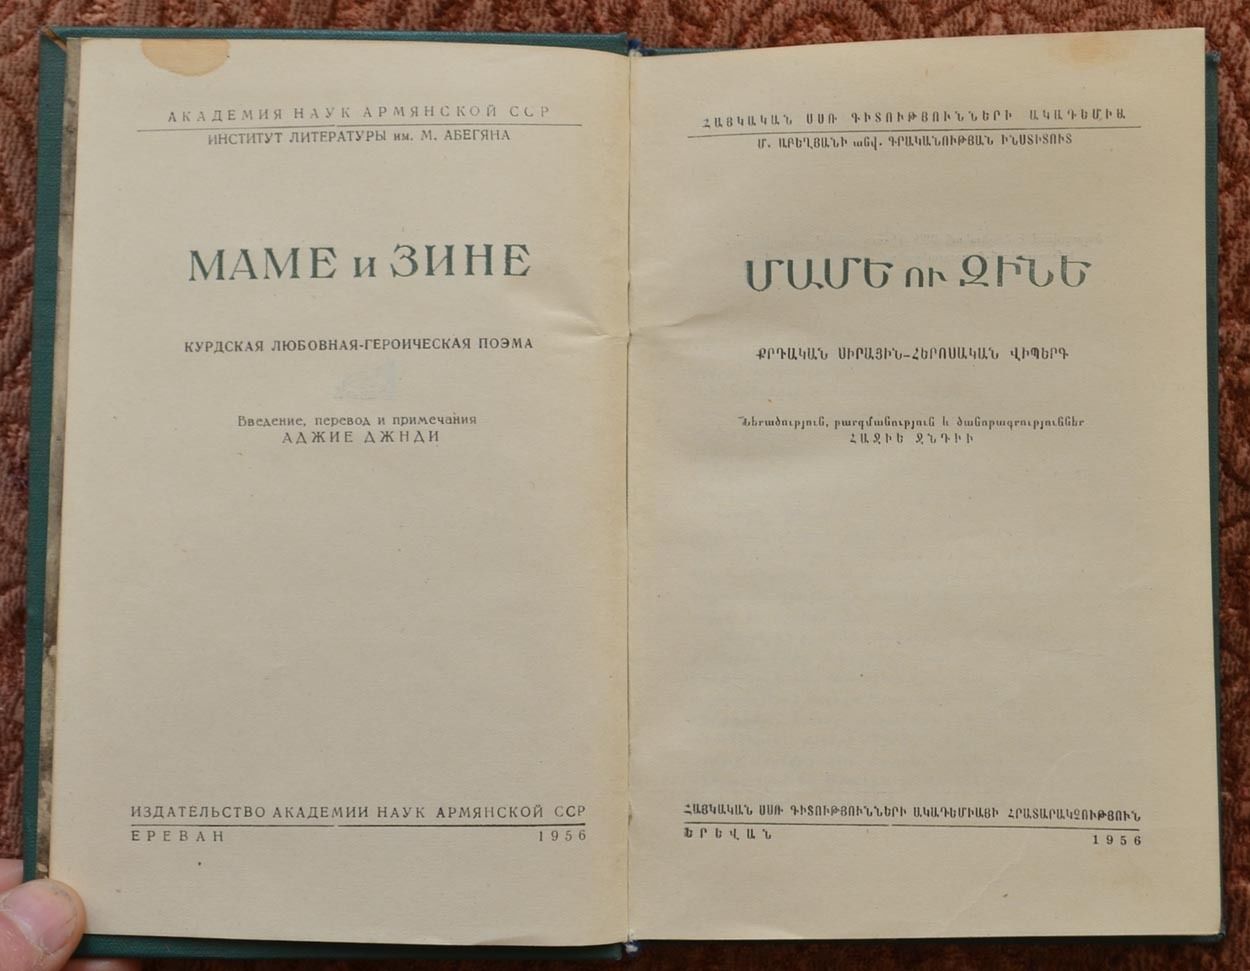 АКАДЕМИЯ НАУК АРМЯНСКОЙ ССР
ИНСТИТУТ ЛИТЕРАТУРЫ им. М. АБЕГЯНА
МАМЕ и ЗИНЕ
КУРДСКАЯ ЛЮБОВНАЯ-ГЕРОИЧЕСКАЯ ПОЭМА
Введение, перевод и примечания
АДЖИЕ ДЖНДИ
ИЗДАТЕЛЬСТВО АКАДЕМИИ НАУК АРМЯНСКОЙ ССР
ЕРЕВАН 1956
ՀԱՅԿԱԿԱՆ ՍՍՌ ԳԻՏՈՒԹՅՈՒՆՆԵՐԻ ԱԿԱԴԵՄԻԱ
Մ. ԱԲԵՂՅԱՆԻ անվ. ԳՐԱԿԱՆՈՒԹՅԱՆ ԻՆՍՏԻՏՈՒՏ
ՄԱՄԵ ՈՒ ԶԻՆԵ
ՔՐԴԱԿԱՆ ՍԻՐԱՅԻՆ-ՀԵՐՈՍԱԿԱՆ ՎԻՊԵՐԳ
Ներածություն, թարգմանություն և ծանոթագրություններ
ՀԱՋԻԵ ՋՆԴԻԻ
ՀԱՅԿԱԿԱՆ ՍՍՌ ԳԻՏՈՒԹՅՈՒՆՆԵՐԻ ԱԿԱԴԵՄԻԱՅԻ ՀՐԱՏԱՐԱԿՉՈՒԹՅՈՒՆ
ԵՐԵՎԱՆ 1956